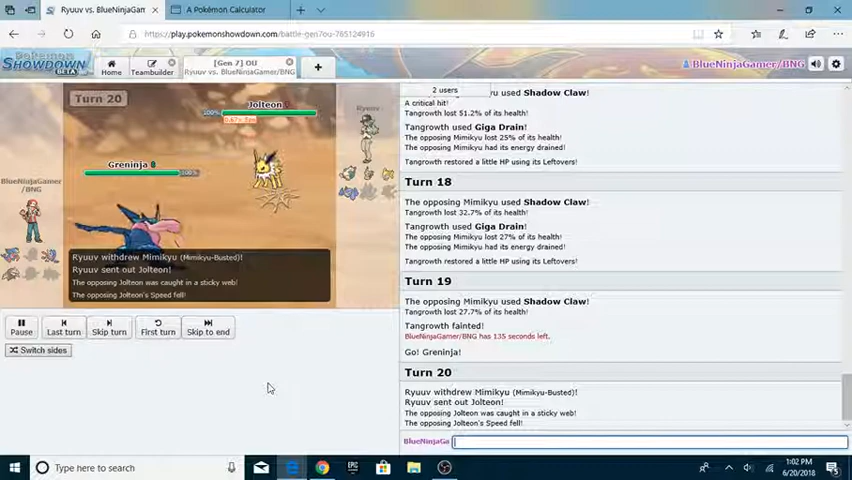 Ryuuv vs. BlueNinjaGam
A Pokémon Calculator
https://play.pokemonshowdown.com/battle-gen7ou-765124916
Pokémon
SHOWDOWN
BETA
Home
Teambuilder
[Gen 7] OU
Ryuuv vs. BlueNinjaGamer/BNG
BlueNinjaGamer/BNG
Turn 20
Jolteon
100%
Greninja
100%
Ryuuv
BlueNinjaGamer
/BNG
Ryuuv withdrew Mimikyu (Mimikyu-Busted)!
Ryuuv sent out Jolteon!
The opposing Jolteon was caught in a sticky web!
The opposing Jolteon's Speed fell!
Pause
Last turn
Skip turn
First turn
Skip to end
Switch sides
2 users
yu used Shadow Claw!
A critical hit!
Tangrowth lost 51.2% of its health!
Tangrowth used Giga Drain!
The opposing Mimikyu lost 25% of its health!
The opposing Mimikyu had its energy drained!
Tangrowth restored a little HP using its Leftovers!
Turn 18
The opposing Mimikyu used Shadow Claw!
Tangrowth lost 32.7% of its health!
Tangrowth used Giga Drain!
The opposing Mimikyu lost 27% of its health!
The opposing Mimikyu had its energy drained!
Tangrowth restored a little HP using its Leftovers!
Turn 19
The opposing Mimikyu used Shadow Claw!
Tangrowth lost 27.7% of its health!
Tangrowth fainted!
BlueNinjaGamer/BNG has 135 seconds left.
Go! Greninja!
Turn 20
Ryuuv withdrew Mimikyu (Mimikyu-Busted)!
Ryuuv sent out Jolteon!
The opposing Jolteon was caught in a sticky web!
The opposing Jolteon's Speed fell!
BlueNinjaGa
Type here to search
EPIC
1:02 PM
6/20/2018